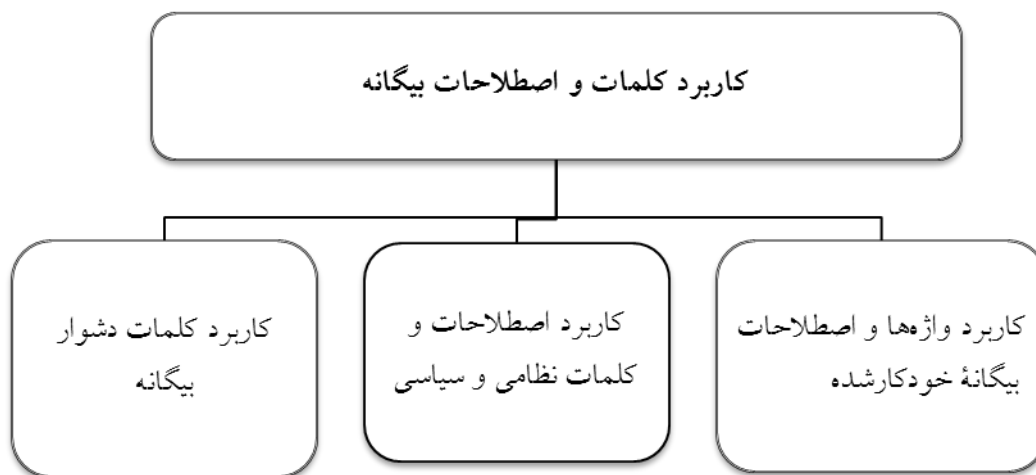 کاربرد کلمات و اصطلاحات بیگانه
کاربرد واژه‌ها و اصطلاحات
بیگانهٔ خودکارشده
کاربرد اصطلاحات و
کلمات نظامی و سیاسی
کاربرد کلمات دشوار
بیگانه